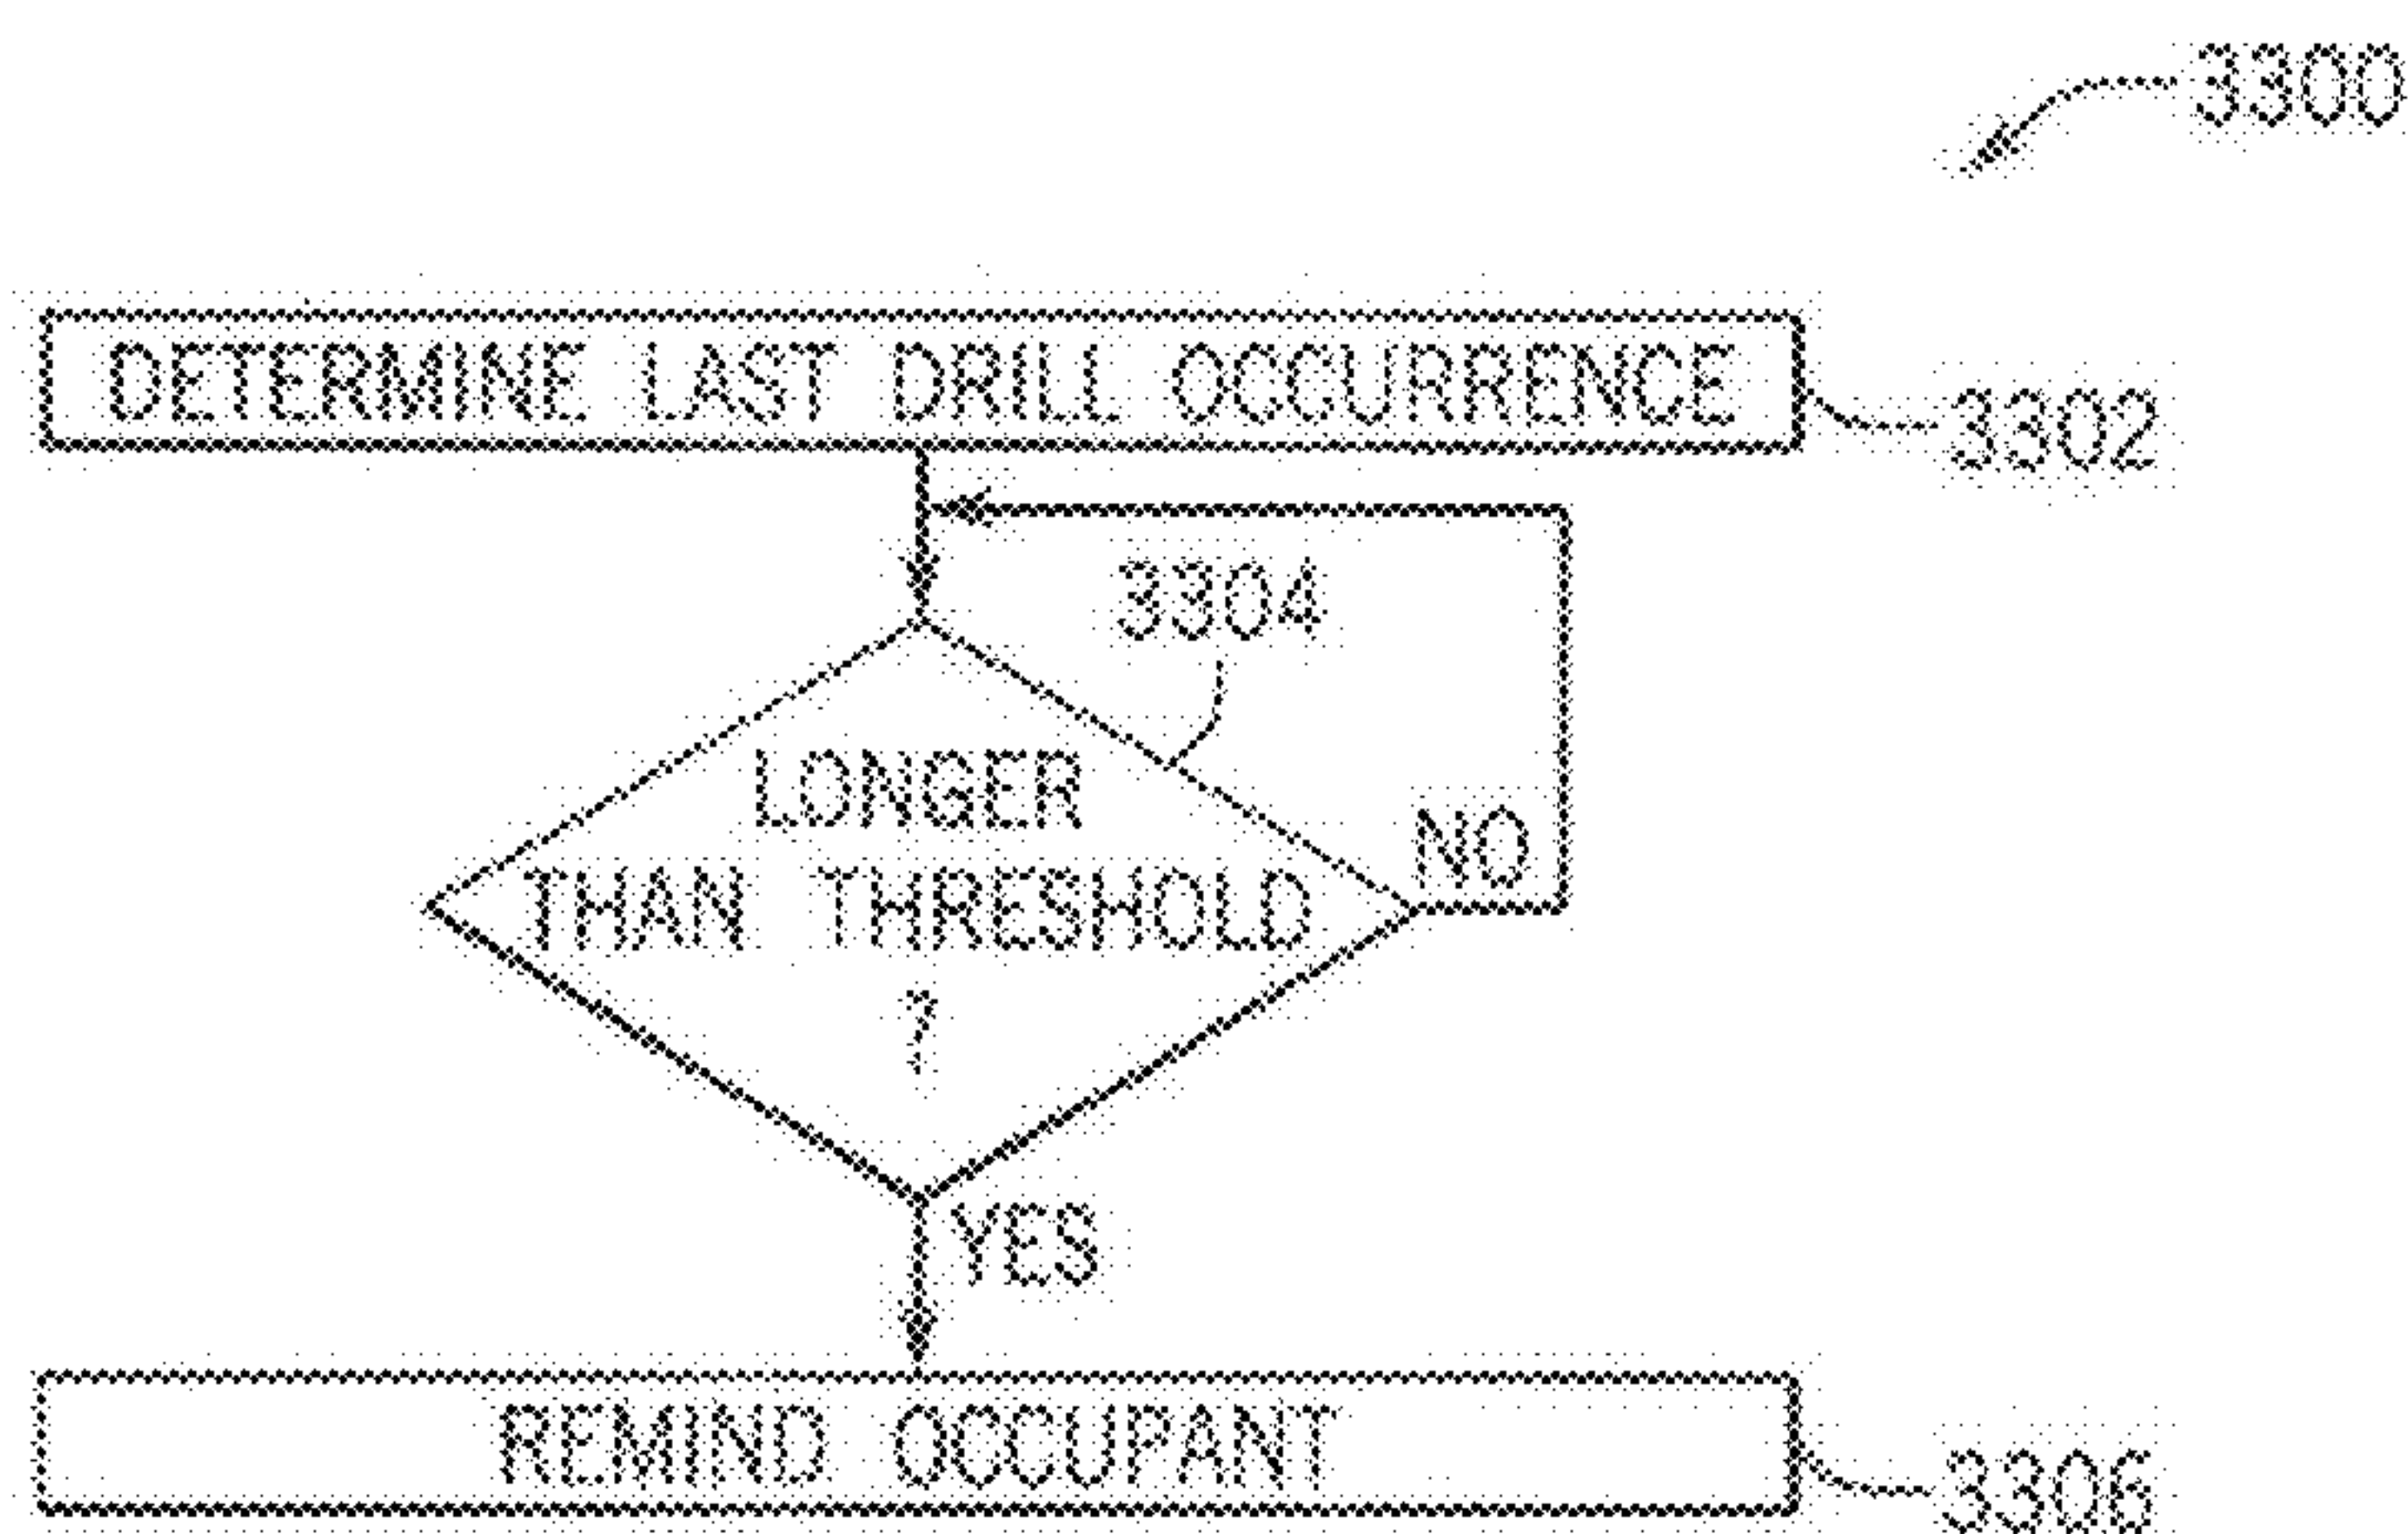 3300
DETERMINE LAST DRILL OCCURRENCE
3302
3304
LONGER
THAN THRESHOLD
?
NO
YES
REMIND OCCUPANT
3306